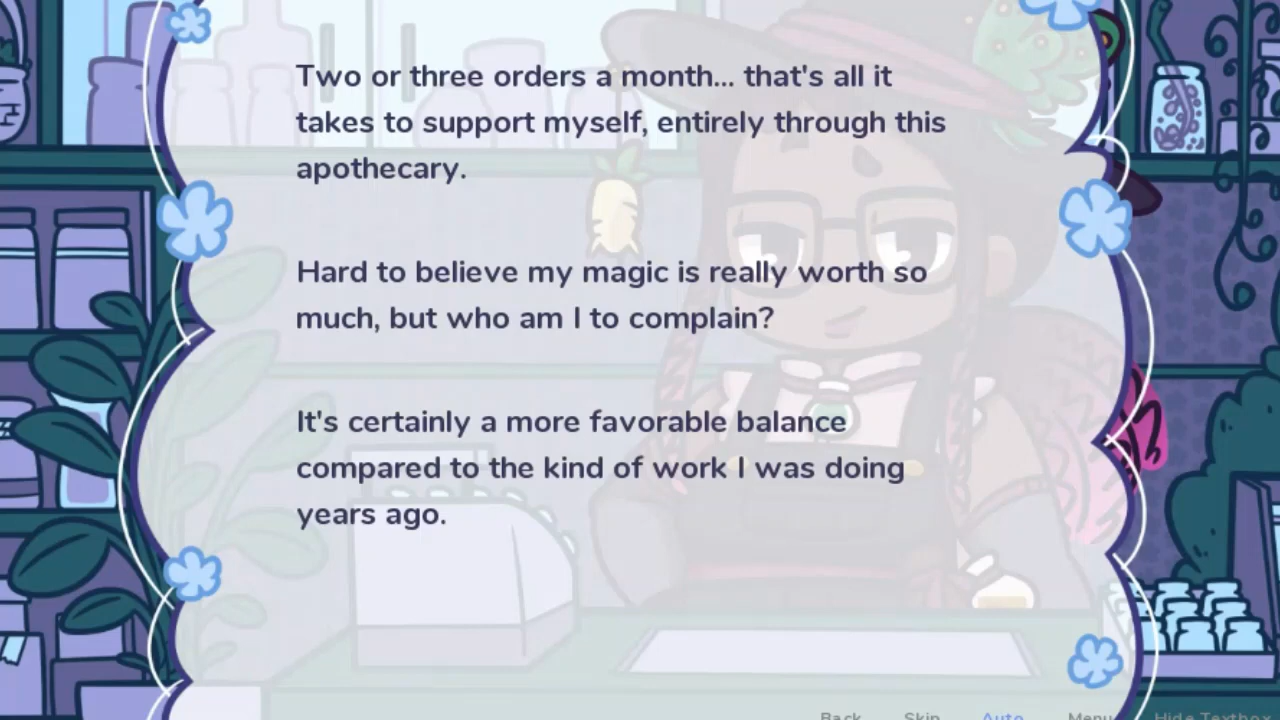 Two or three orders a month... that's all it
takes to support myself, entirely through this
apothecary.
Hard to believe my magic is really worth so
much, but who am I to complain?
It's certainly a more favorable balance
compared to the kind of work I was doing
years ago.
Back Skip Auto Menu Hide Textbox